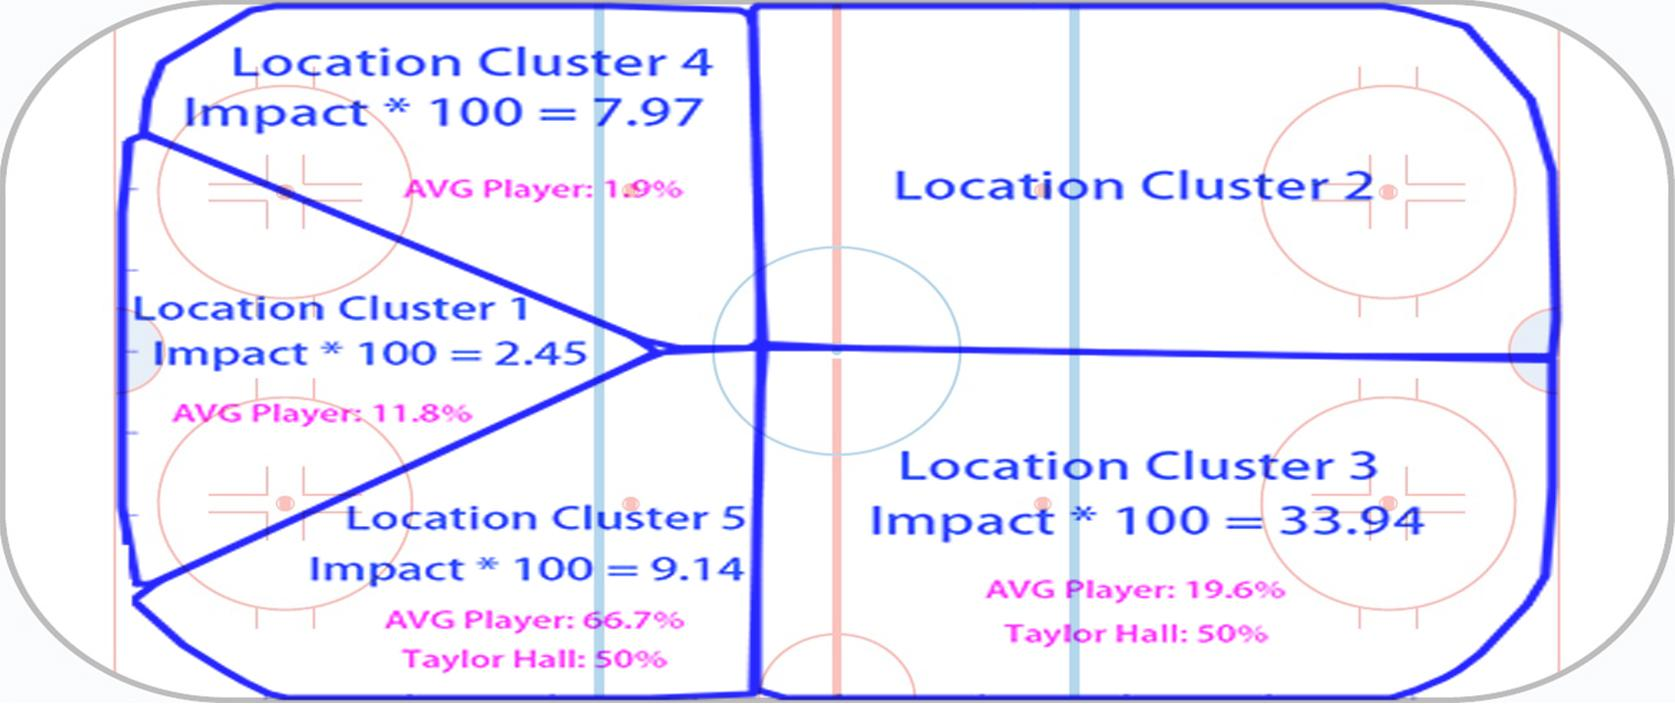 Location Cluster 4
Impact * 100 = 7.97
AVG Player: 1.9%
Location Cluster 2
Location Cluster 1
Impact * 100 = 2.45
AVG Player: 11.8%
Location Cluster 3
Impact * 100 = 33.94
AVG Player: 19.6%
Taylor Hall: 50%
Location Cluster 5
Impact * 100 = 9.14
AVG Player: 66.7%
Taylor Hall: 50%